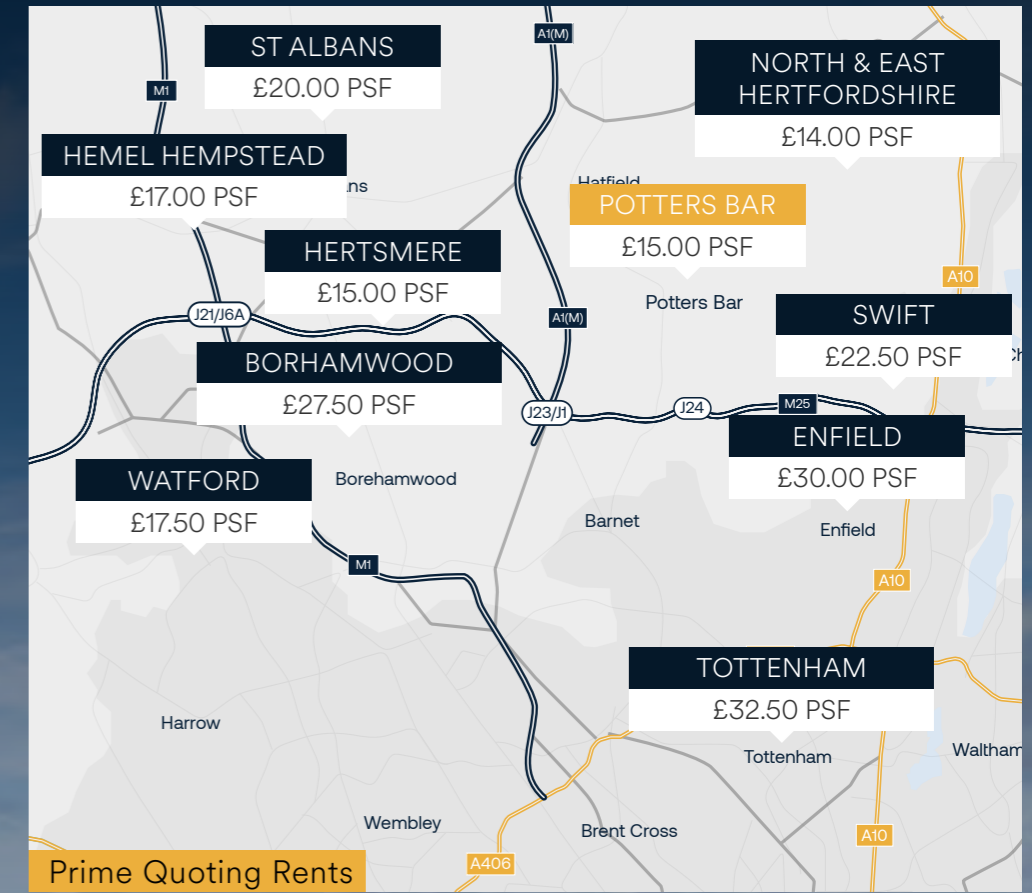 A1(M)
ST ALBANS
£20.00 PSF
NORTH & EAST
HERTFORDSHIRE
£14.00 PSF
M1
HEMEL HEMPSTEAD
£17.00 PSF
ns
Hatfield
POTTERS BAR
£15.00 PSF
HERTSMERE
£15.00 PSF
A10
Potters Bar
J21/J6A
A1(M)
SWIFT
£22.50 PSF
Ch
BORHAMWOOD
£27.50 PSF
J23/J1
J24
M25
ENFIELD
£30.00 PSF
WATFORD
£17.50 PSF
Borehamwood
Barnet
Enfield
M1
A10
TOTTENHAM
£32.50 PSF
Harrow
Tottenham
Waltham
Wembley
Brent Cross
A10
A406
Prime Quoting Rents